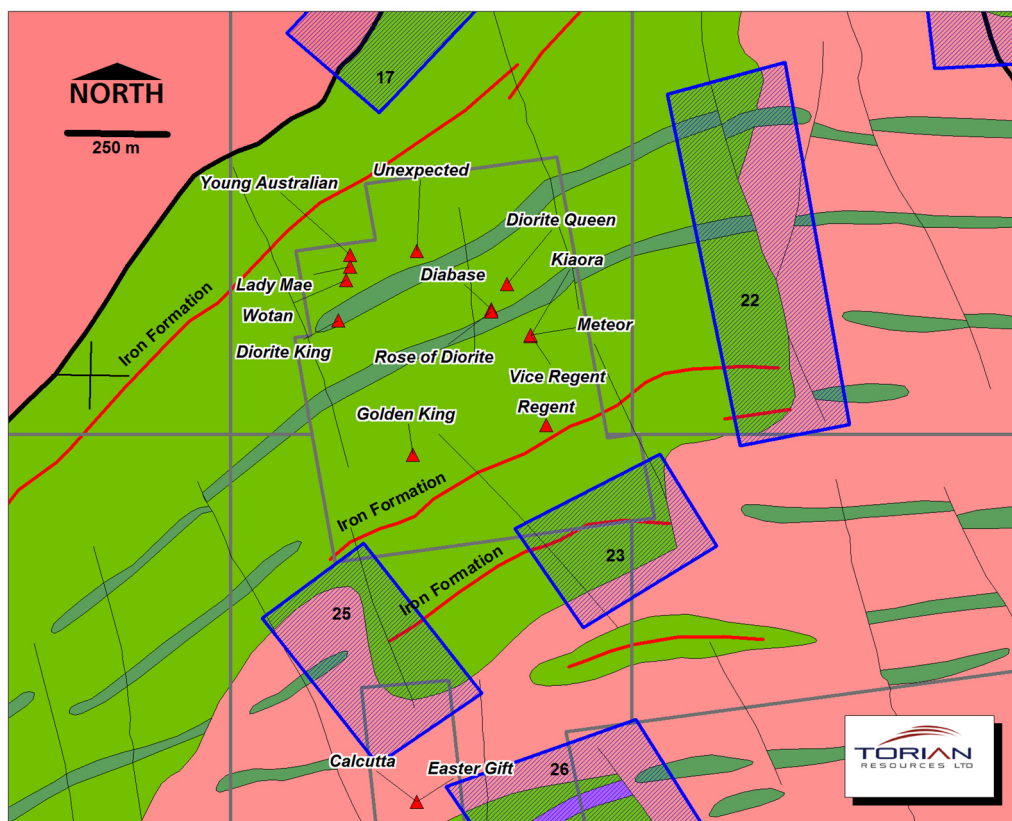 17
NORTH
250 m
Unexpected
Young Australian
Diorite Queen
Kiaora
Diabase
Lady Mae
Wotan
22
Iron Formation
Meteor
Diorite King
Rose of Diorite
Vice Regent
Golden King
Regent
Iron Formation
23
Iron Formation
25
TORIAN
RESOURCES LTD
Calcutta
Easter Gift
26